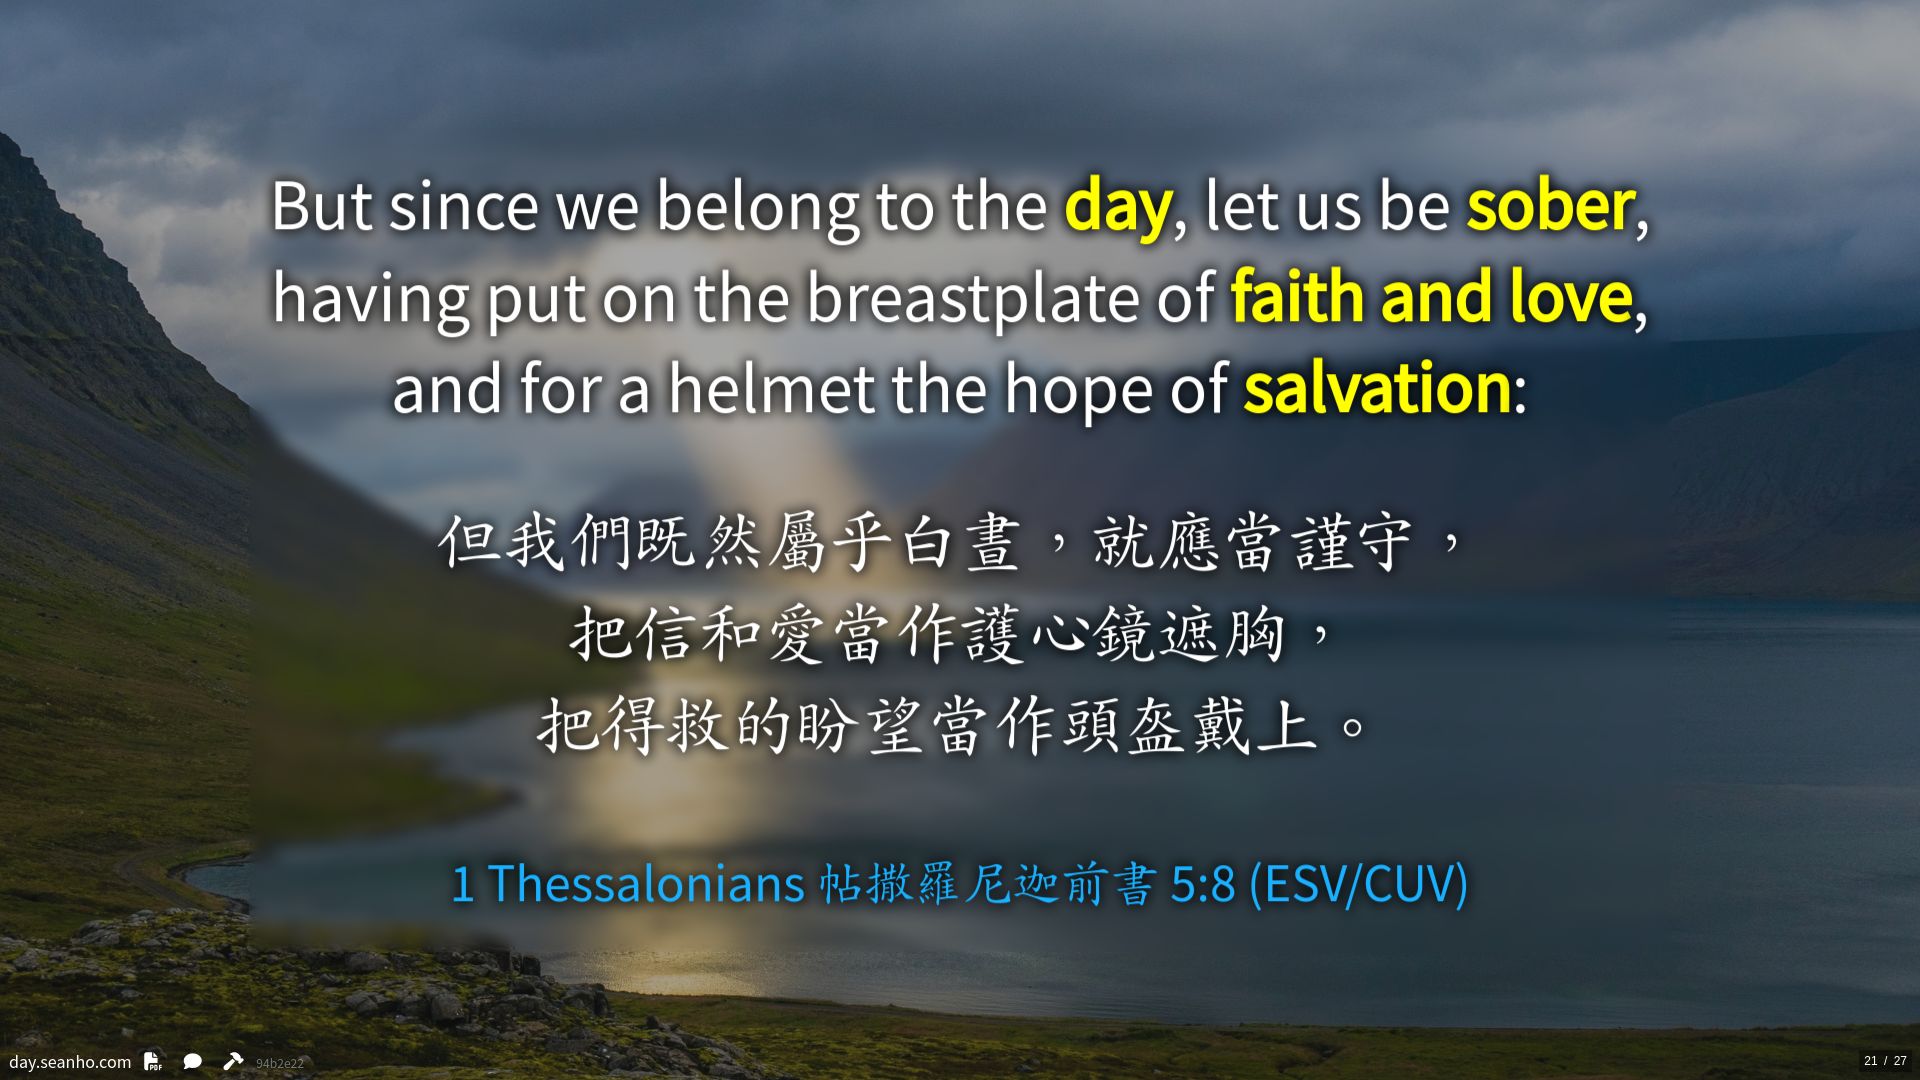 But since we belong to the day, let us be sober,
having put on the breastplate of faith and love,
and for a helmet the hope of salvation:
但我們既然屬乎白晝，就應當謹守，
把信和愛當作護心鏡遮胸，
把得救的盼望當作頭盔戴上。
1 Thessalonians 帖撒羅尼迦前書 5:8 (ESV/CUV)
day.seanho.com PDF 94b2e22 21 / 27